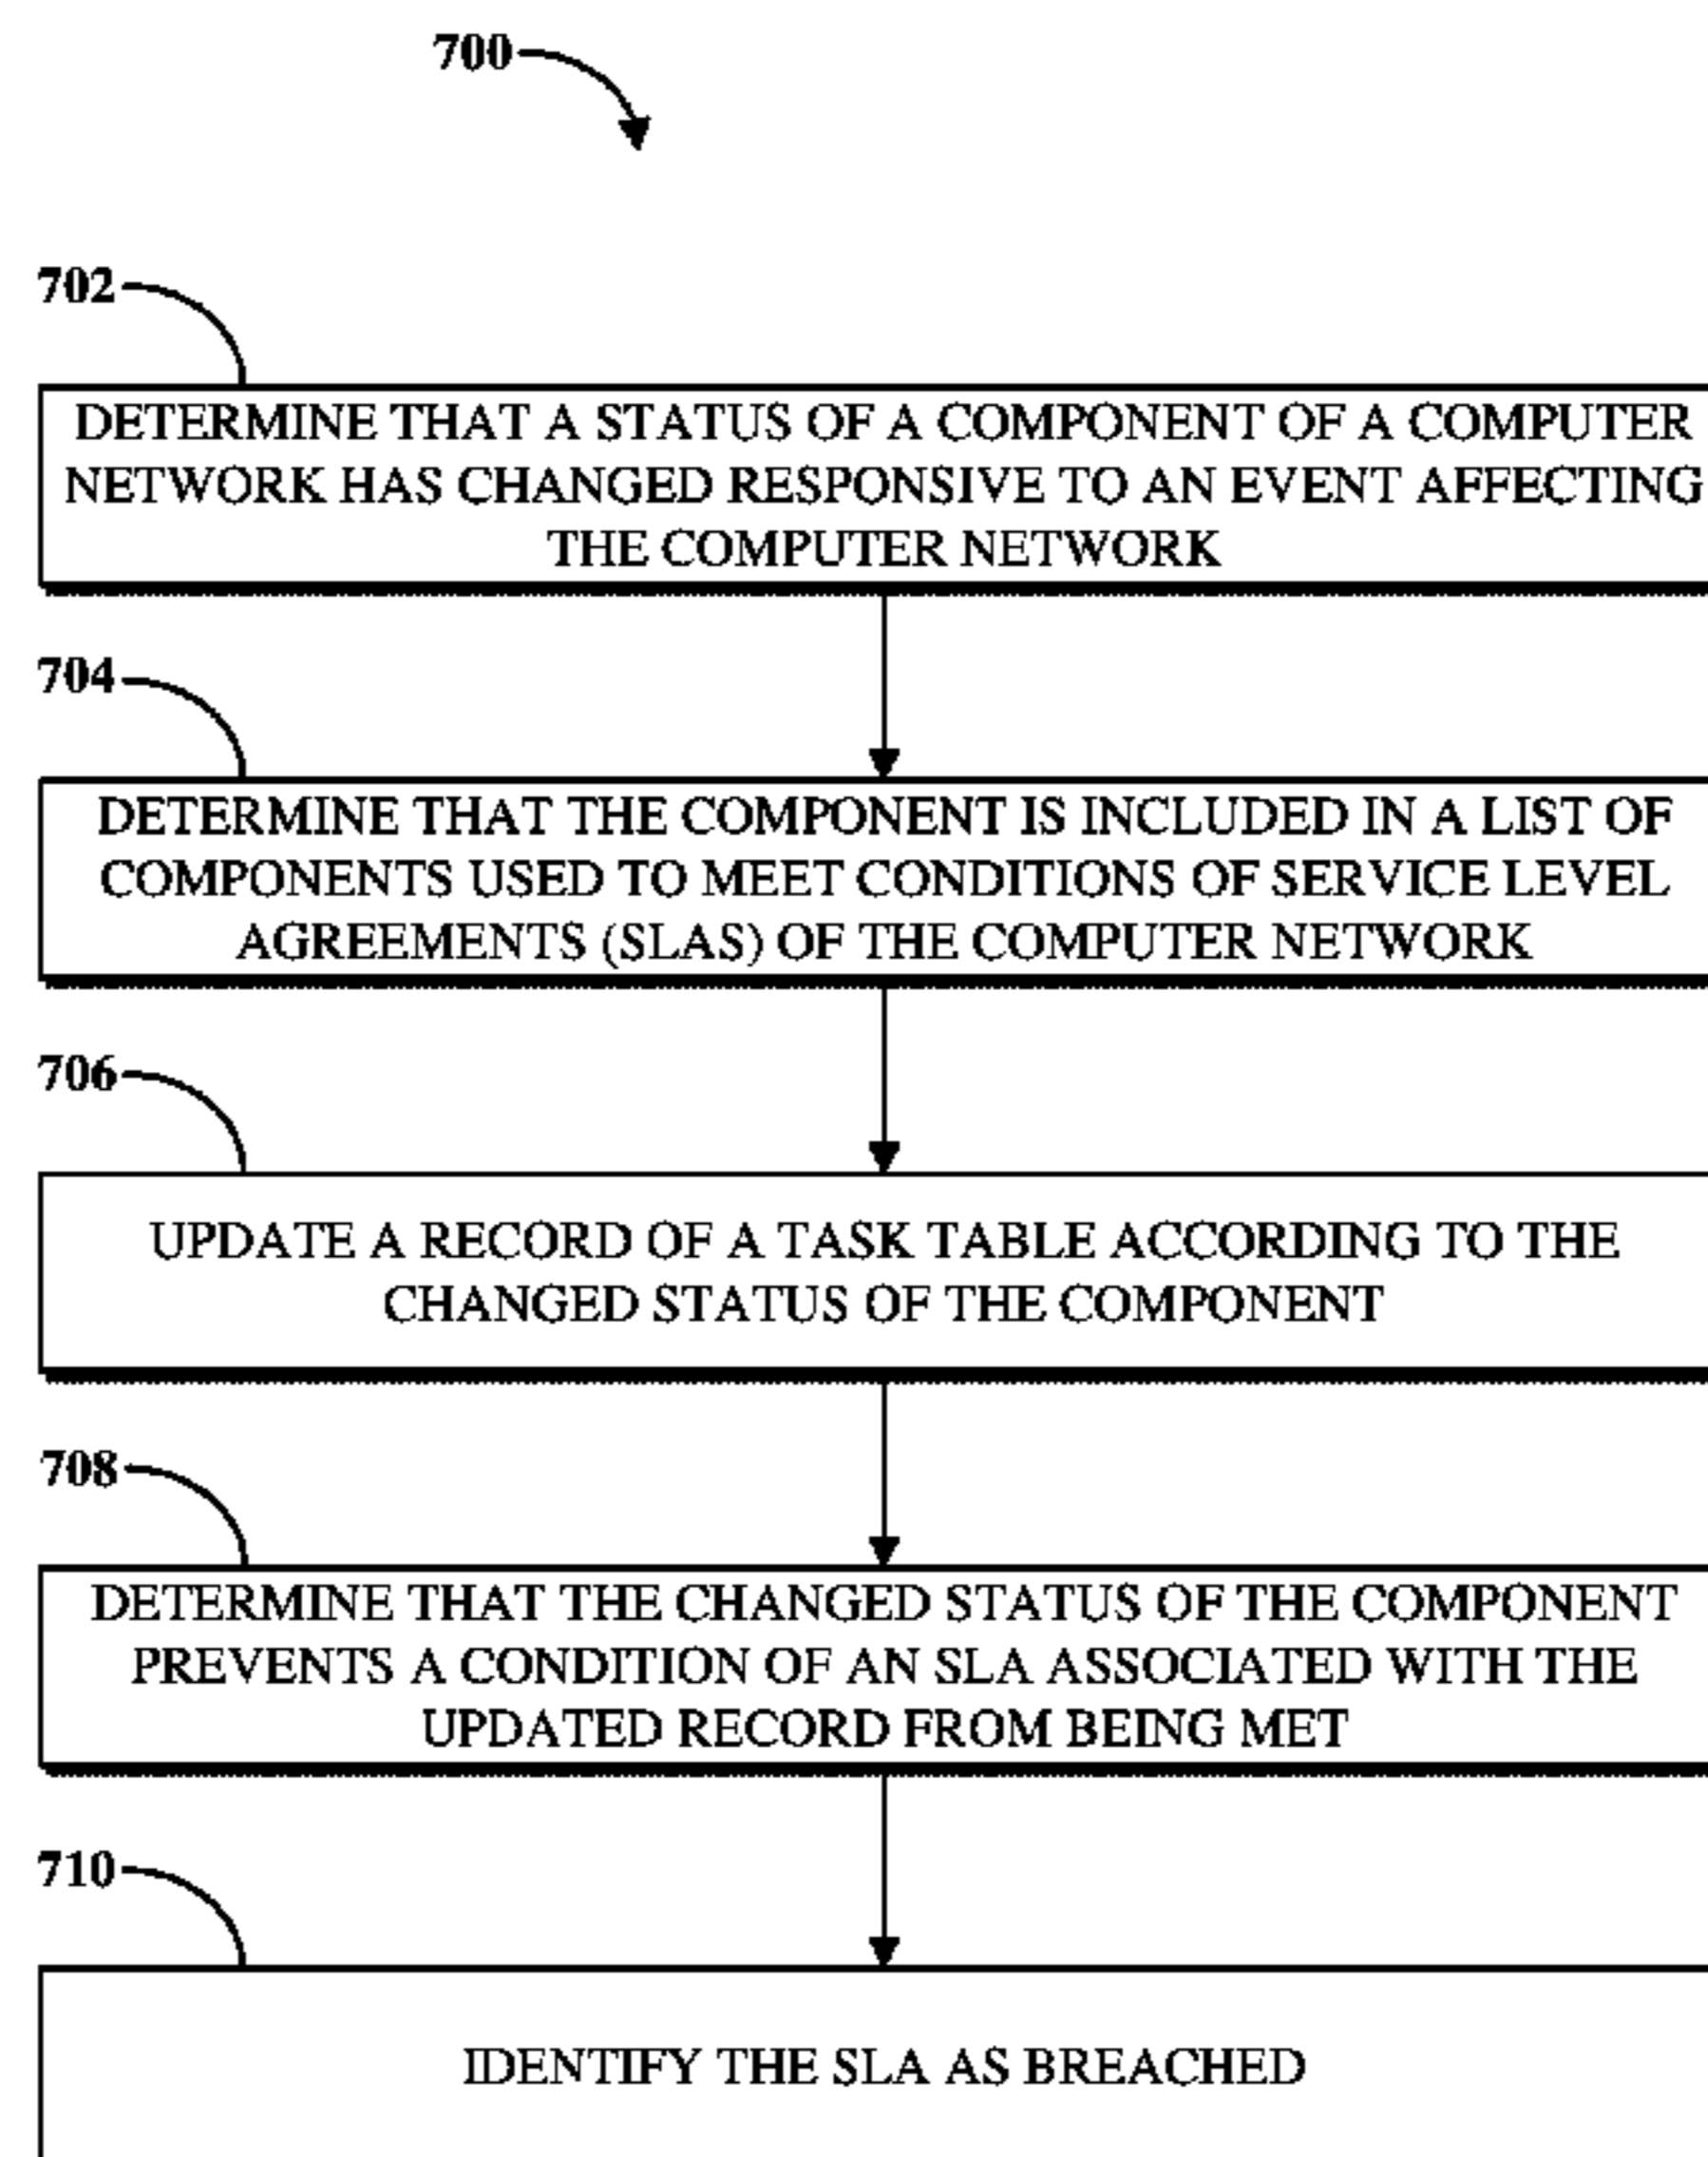 700
702
DETERMINE THAT A STATUS OF A COMPONENT OF A COMPUTER
NETWORK HAS CHANGED RESPONSIVE TO AN EVENT AFFECTING
THE COMPUTER NETWORK
704
DETERMINE THAT THE COMPONENT IS INCLUDED IN A LIST OF
COMPONENTS USED TO MEET CONDITIONS OF SERVICE LEVEL
AGREEMENTS (SLAS) OF THE COMPUTER NETWORK
706
UPDATE A RECORD OF A TASK TABLE ACCORDING TO THE
CHANGED STATUS OF THE COMPONENT
708
DETERMINE THAT THE CHANGED STATUS OF THE COMPONENT
PREVENTS A CONDITION OF AN SLA ASSOCIATED WITH THE
UPDATED RECORD FROM BEING MET
710
IDENTIFY THE SLA AS BREACHED